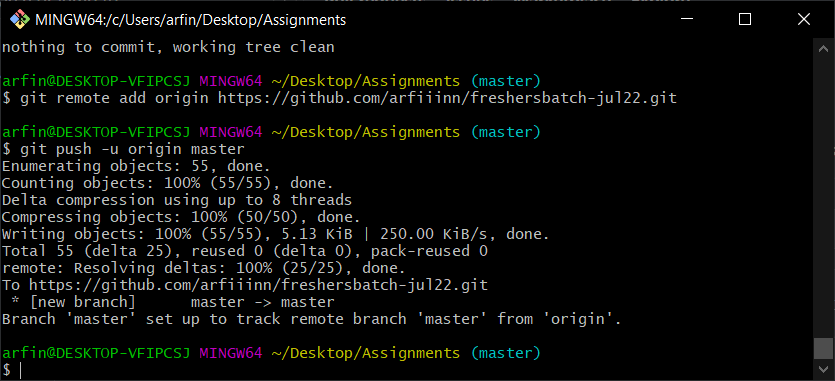 MINGW64:/c/Users/arfin/Desktop/Assignments
nothing to commit, working tree clean
arfin@DESKTOP-VFIPCSJ MINGW64 ~/Desktop/Assignments (master)
$ git remote add origin https://github.com/arfiiinn/freshersbatch-jul22.git
arfin@DESKTOP-VFIPCSJ MINGW64 ~/Desktop/Assignments (master)
$ git push -u origin master
Enumerating objects: 55, done.
Counting objects: 100% (55/55), done.
Delta compression using up to 8 threads
Compressing objects: 100% (50/50), done.
Writing objects: 100% (55/55), 5.13 KiB | 250.00 KiB/s, done.
Total 55 (delta 25), reused 0 (delta 0), pack-reused 0
remote: Resolving deltas: 100% (25/25), done.
To https://github.com/arfiiinn/freshersbatch-jul22.git
 * [new branch]      master -> master
Branch 'master' set up to track remote branch 'master' from 'origin'.
arfin@DESKTOP-VFIPCSJ MINGW64 ~/Desktop/Assignments (master)
$